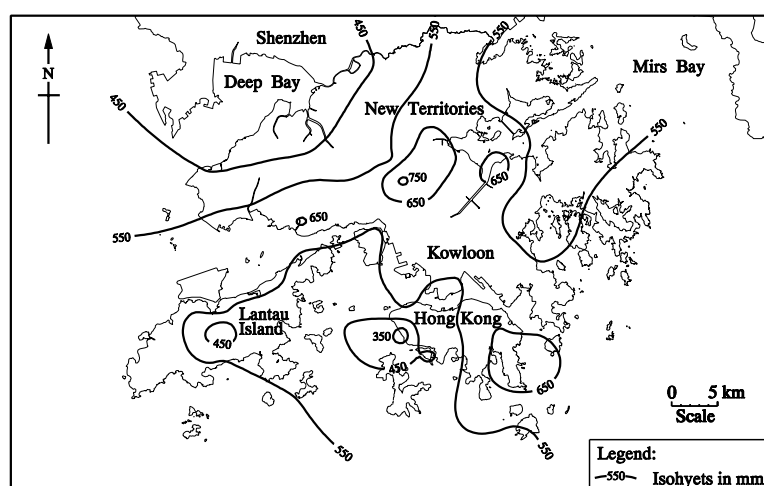 450
550
550
Shenzhen
N
Deep Bay
Mirs Bay
450
New Territories
550
750
650
650
650
550
Kowloon
Lantau
Island
450
Hong Kong
350
450
650
0 5 km
Scale
550
550
Legend:
550 Isohyets in mm